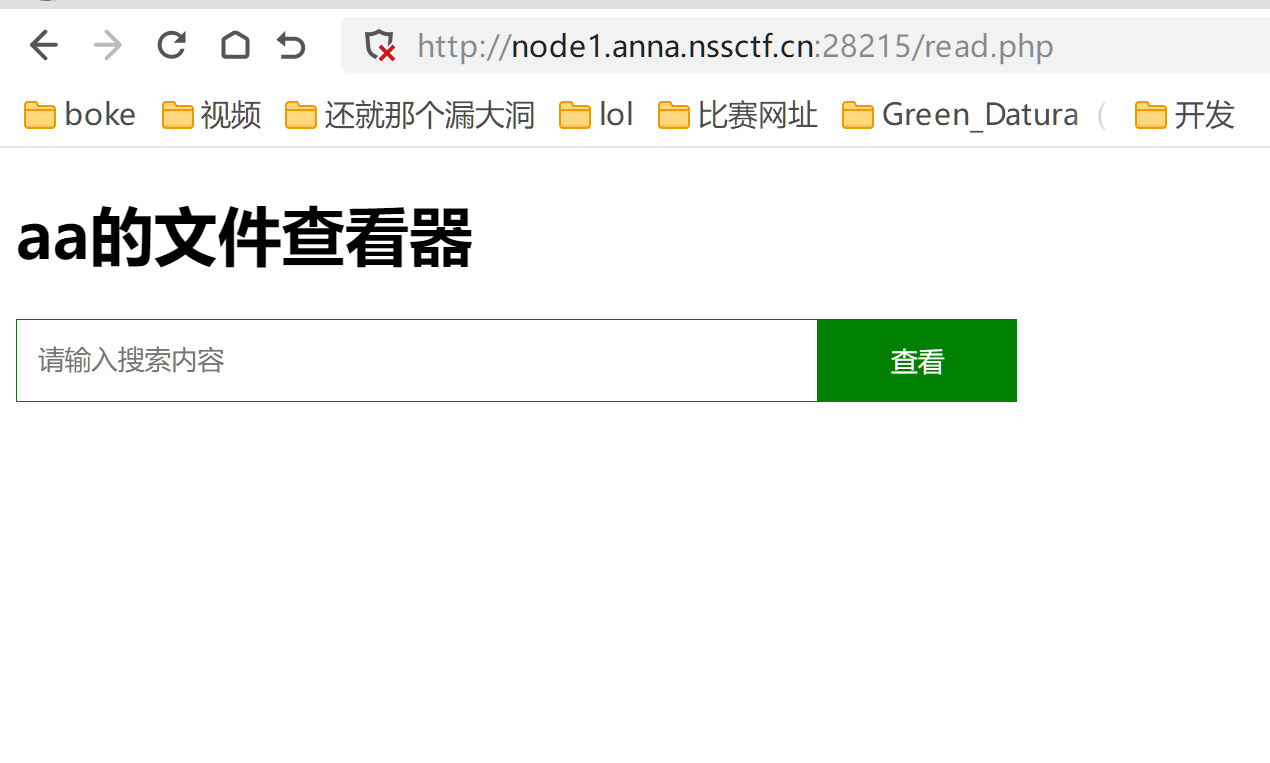 http://node1.anna.nssctf.cn:28215/read.php
boke 视频 还就那个漏大洞 lol 比赛网址 Green_Datura ( 开发
aa的文件查看器
请输入搜索内容 查看